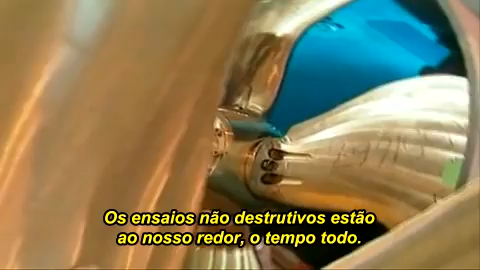 Os ensaios não destrutivos estão
ao nosso redor, o tempo todo.